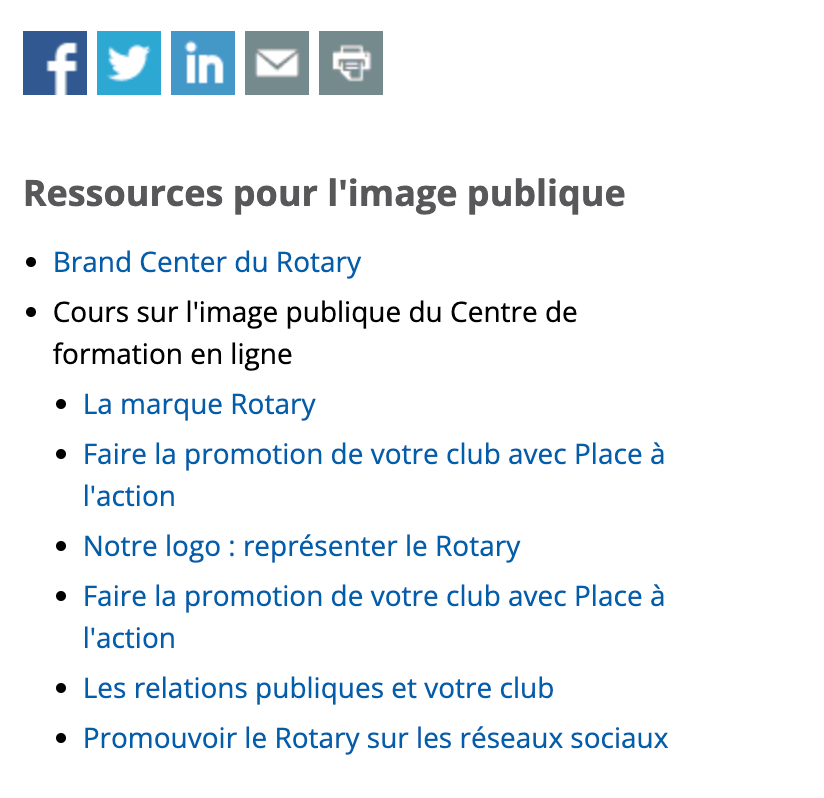 Ressources pour l'image publique
Brand Center du Rotary
Cours sur l'image publique du Centre de
formation en ligne
La marque Rotary
Faire la promotion de votre club avec Place à
l'action
Notre logo : représenter le Rotary
Faire la promotion de votre club avec Place à
l'action
Les relations publiques et votre club
Promouvoir le Rotary sur les réseaux sociaux